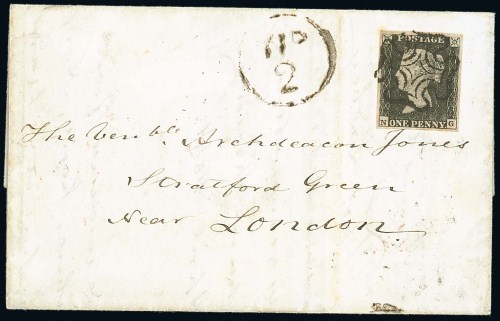 POSTAGE
2
N ONE PENNY G
The Ven ble Archdeacon Jones
Stratford Green
Near London